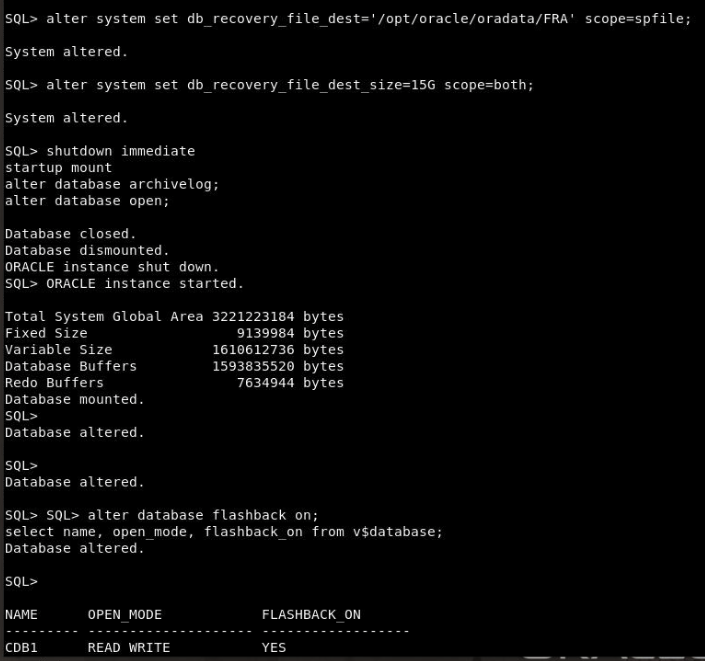 SQL> alter system set db_recovery_file_dest='/opt/oracle/oradata/FRA' scope=spfile;
System altered.
SQL> alter system set db_recovery_file_dest_size=15G scope=both;
System altered.
SQL> shutdown immediate
startup mount
alter database archivelog;
alter database open;
Database closed.
Database dismounted.
ORACLE instance shut down.
SQL> ORACLE instance started.
Total System Global Area 3221223184 bytes
Fixed Size                  9139984 bytes
Variable Size            1610612736 bytes
Database Buffers         1593835520 bytes
Redo Buffers                7634944 bytes
Database mounted.
SQL>
Database altered.
SQL>
Database altered.
SQL> SQL> alter database flashback on;
select name, open_mode, flashback_on from v$database;
Database altered.
SQL>
NAME      OPEN_MODE            FLASHBACK_ON
--------- -------------------- ------------------
CDB1      READ WRITE           YES